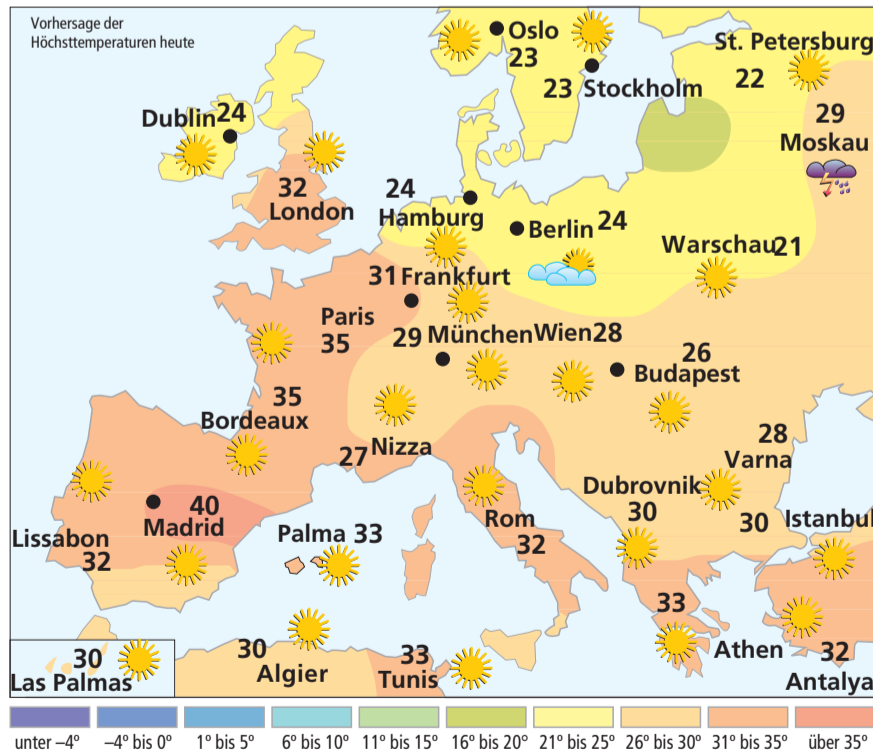 Vorhersage der
Höchsttemperaturen heute
Oslo
23
St. Petersburg
22
23 Stockholm
Dublin 24
29
Moskau
32
London
24
Hamburg
Berlin 24
Warschau 21
31 Frankfurt
Paris
35
29 München
Wien 28
26
Budapest
35
Bordeaux
27 Nizza
28
Varna
40
Madrid
Dubrovnik
30
30 Istanbul
Lissabon
32
Palma 33
Rom
32
33
Athen
30
Las Palmas
30
Algier
33
Tunis
32
Antalya
unter –4°
–4° bis 0°
1° bis 5°
6° bis 10°
11° bis 15°
16° bis 20°
21° bis 25°
26° bis 30°
31° bis 35°
über 35°